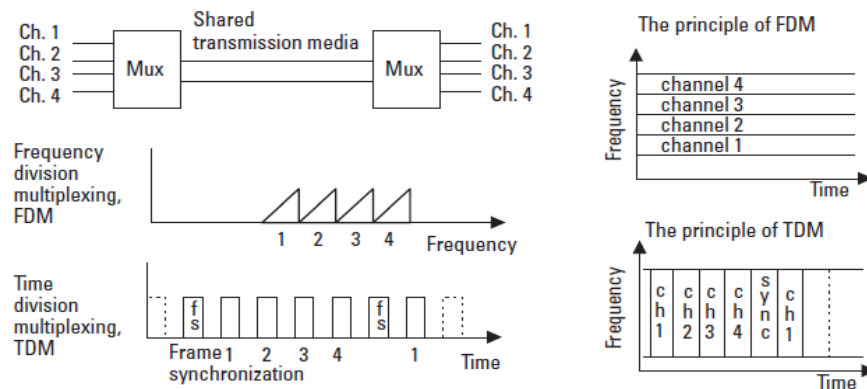 Ch. 1
Ch. 2
Ch. 3
Ch. 4
Mux
Shared
transmission media
Mux
Ch. 1
Ch. 2
Ch. 3
Ch. 4
The principle of FDM
Frequency
channel 4
channel 3
channel 2
channel 1
Time
Frequency
division
multiplexing,
FDM
1 2 3 4
Frequency
Time
division
multiplexing,
TDM
fs
fs
Frame
synchronization
1 2 3 4 1
Time
The principle of TDM
Frequency
ch1
ch2
ch3
ch4
sync
ch1
Time